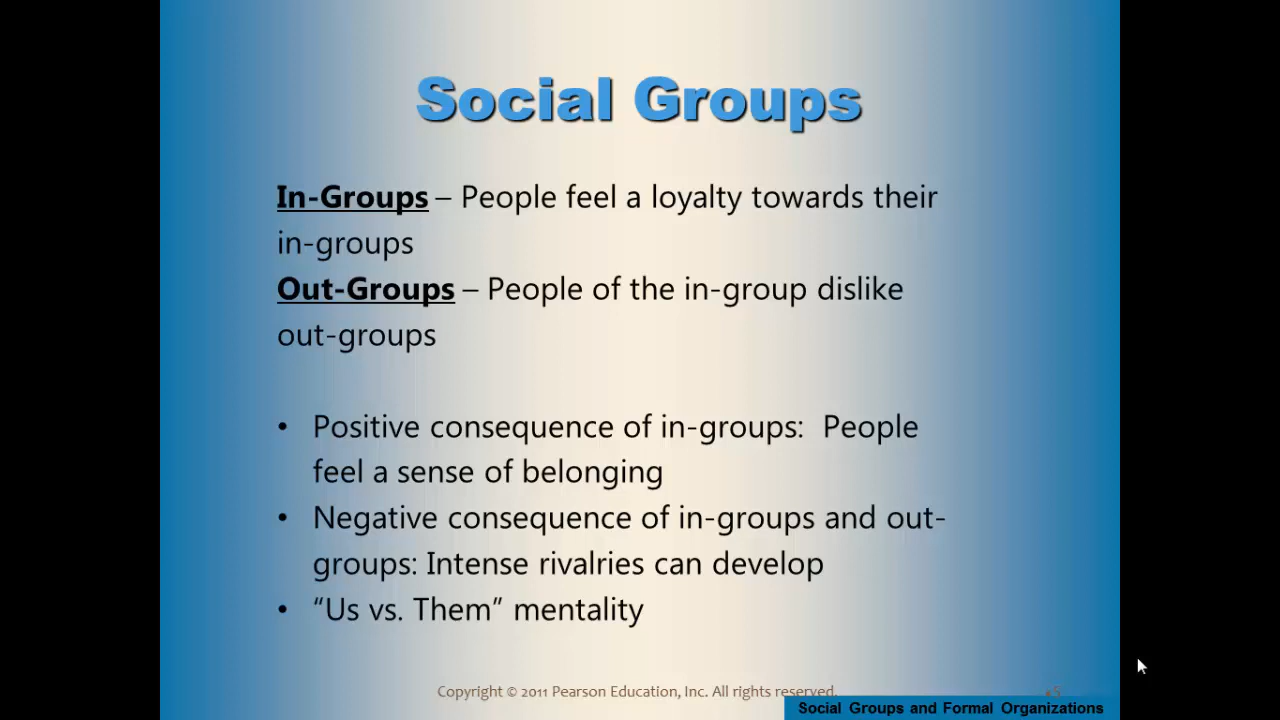 Social Groups
In-Groups – People feel a loyalty towards their
in-groups
Out-Groups – People of the in-group dislike
out-groups
• Positive consequence of in-groups:  People
feel a sense of belonging
• Negative consequence of in-groups and out-
groups: Intense rivalries can develop
• “Us vs. Them” mentality
Copyright © 2011 Pearson Education, Inc. All rights reserved.
♦5
Social Groups and Formal Organizations